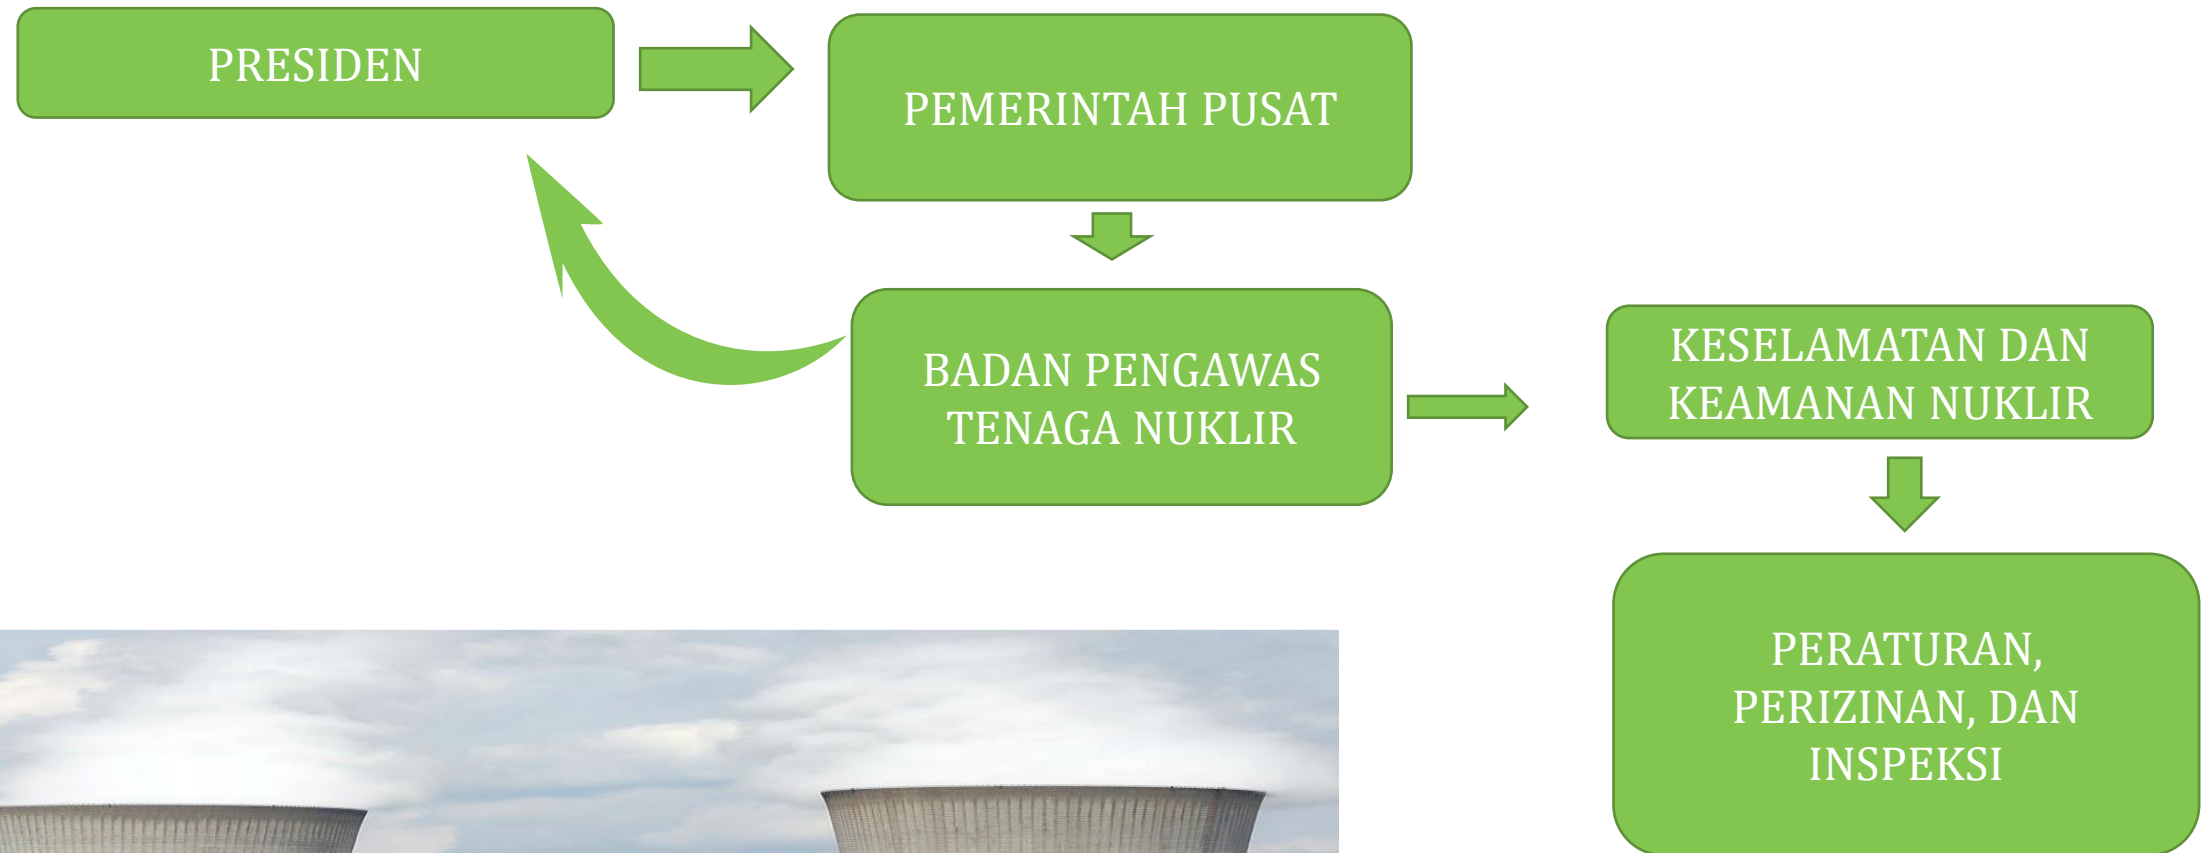 PRESIDEN
PEMERINTAH PUSAT
BADAN PENGAWAS
TENAGA NUKLIR
KESELAMATAN DAN
KEAMANAN NUKLIR
PERATURAN,
PERIZINAN, DAN
INSPEKSI